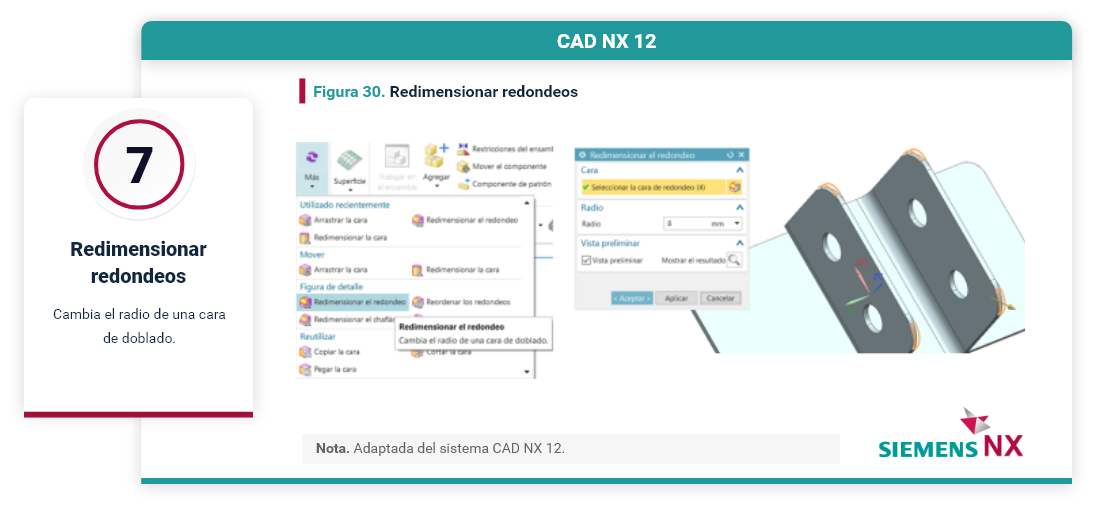 CAD NX 12
Figura 30. Redimensionar redondeos
7
Redimensionar
redondeos
Cambia el radio de una cara
de doblado.
Más
Superficie
Trabajar en
el ensamble
Agregar
Restricciones del ensaml
Mover el componente
Componente de patrón
Utilizado recientemente
Arrastrar la cara
Redimensionar el redondeo
Redimensionar la cara
Mover
Arrastrar la cara
Redimensionar la cara
Figura de detalle
Redimensionar el redondeo
Reordenar los redondeos
Redimensionar el chaflán
Redimensionar el redondeo
Cambia el radio de una cara de doblado.
Reutilizar
Copiar la cara
Cortar la cara
Pegar la cara
Redimensionar el redondeo
Cara
Seleccionar la cara de redondeo (4)
Radio
Radio
8
mm
Vista preliminar
Vista preliminar
Mostrar el resultado
< Aceptar >
Aplicar
Cancelar
Nota. Adaptada del sistema CAD NX 12.
SIEMENS NX